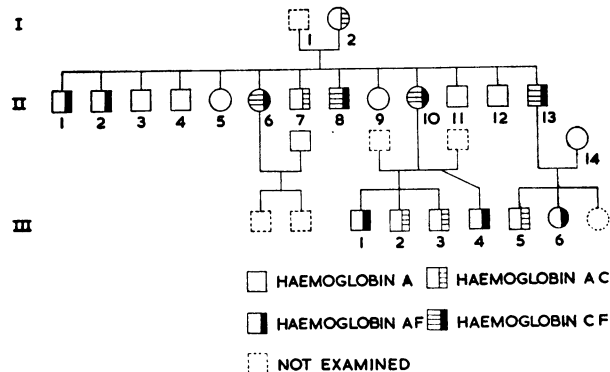 I
1 2
II
1 2 3 4 5 6 7 8 9 10 11 12 13
14
III
1 2 3 4 5 6
HAEMOGLOBIN A HAEMOGLOBIN A C
HAEMOGLOBIN AF HAEMOGLOBIN C F
NOT EXAMINED